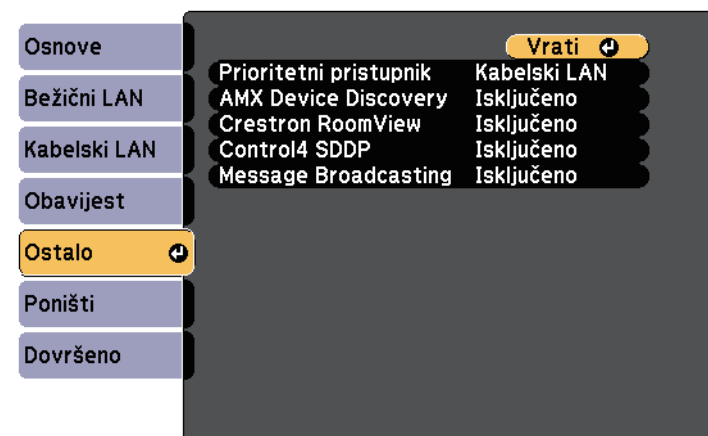 Osnove
Bežični LAN
Kabelski LAN
Obavijest
Ostalo
Poništi
Dovršeno
Vrati
Prioritetni pristupnik Kabelski LAN
AMX Device Discovery Isključeno
Crestron RoomView Isključeno
Control4 SDDP Isključeno
Message Broadcasting Isključeno